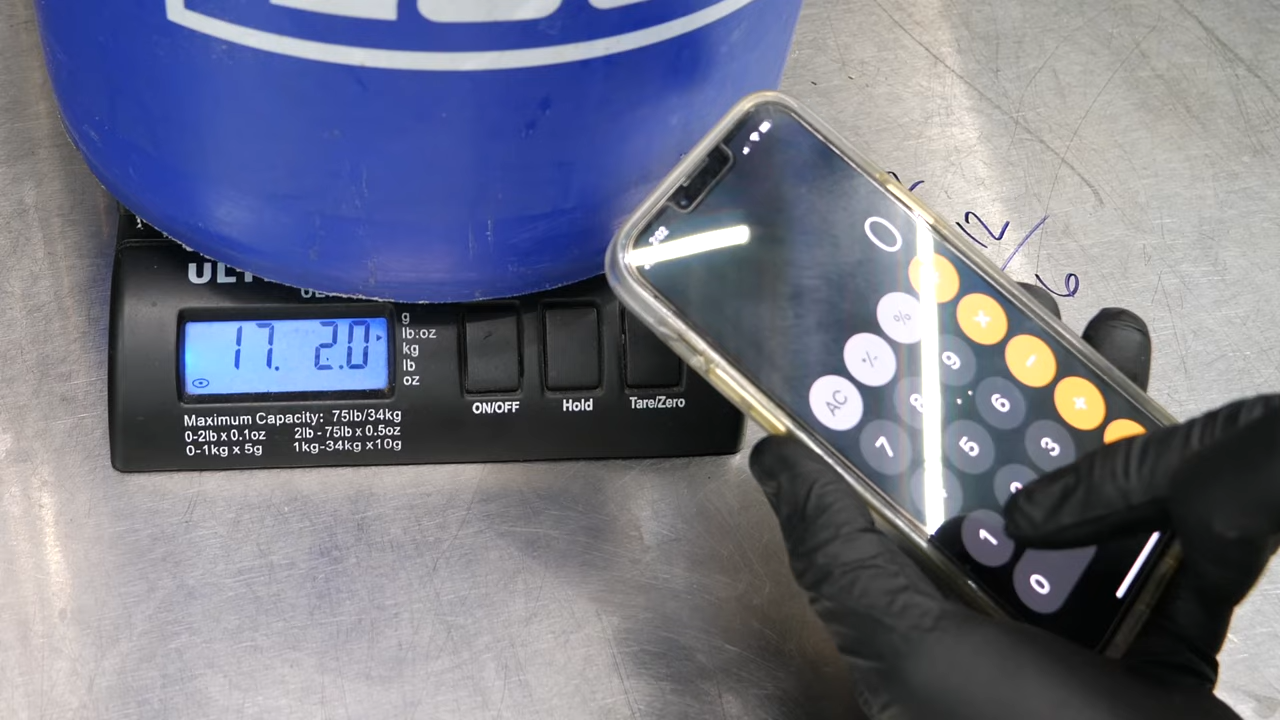 17. 2.0
g
lb:oz
kg
lb
oz
ON/OFF
Hold
Tare/Zero
Maximum Capacity: 75lb/34kg
0-2lb x 0.1oz 2lb - 75lb x 0.5oz
0-1kg x 5g 1kg-34kg x10g
0
AC
%
7
8
9
5
6
3
1
0
12
6